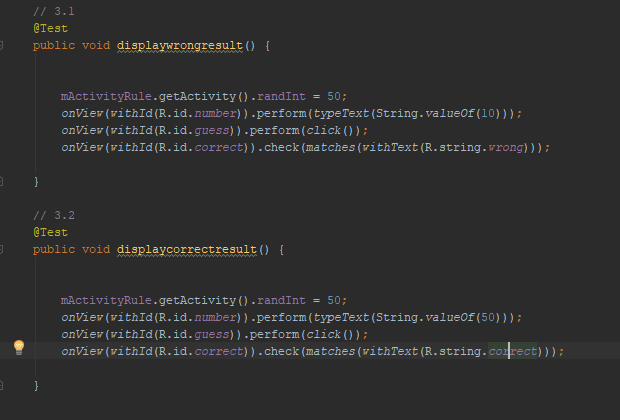 // 3.1
@Test
public void displaywrongresult() {
mActivityRule.getActivity().randInt = 50;
onView(withId(R.id.number)).perform(typeText(String.valueOf(10)));
onView(withId(R.id.guess)).perform(click());
onView(withId(R.id.correct)).check(matches(withText(R.string.wrong)));
}
// 3.2
@Test
public void displaycorrectresult() {
mActivityRule.getActivity().randInt = 50;
onView(withId(R.id.number)).perform(typeText(String.valueOf(50)));
onView(withId(R.id.guess)).perform(click());
onView(withId(R.id.correct)).check(matches(withText(R.string.correct)));
}